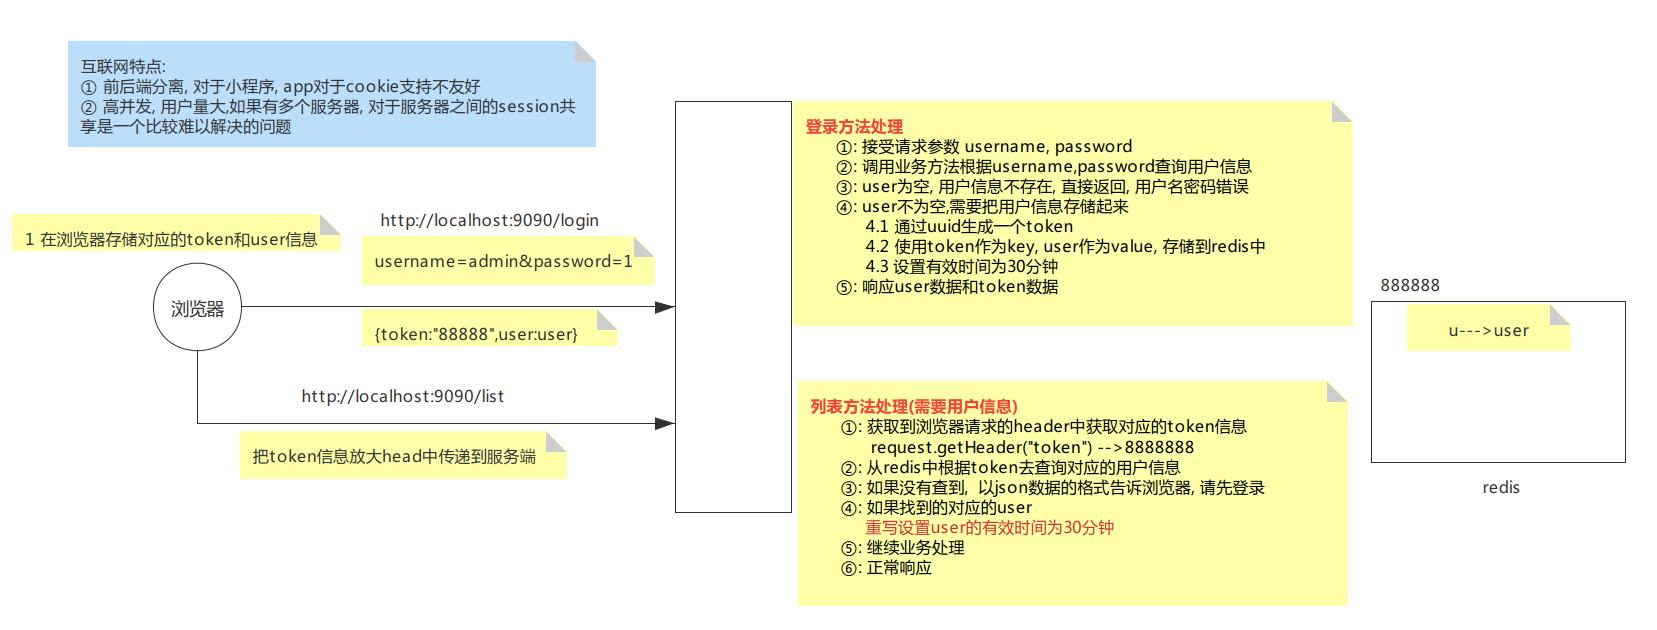 互联网特点:
① 前后端分离, 对于小程序, app对于cookie支持不友好
② 高并发, 用户量大,如果有多个服务器, 对于服务器之间的session共
享是一个比较难以解决的问题
1 在浏览器存储对应的token和user信息
浏览器
http://localhost:9090/login
username=admin&password=1
{token:"88888",user:user}
http://localhost:9090/list
把token信息放大head中传递到服务端
登录方法处理
①: 接受请求参数 username, password
②: 调用业务方法根据username,password查询用户信息
③: user为空, 用户信息不存在, 直接返回, 用户名密码错误
④: user不为空,需要把用户信息存储起来
4.1 通过uuid生成一个token
4.2 使用token作为key, user作为value, 存储到redis中
4.3 设置有效时间为30分钟
⑤: 响应user数据和token数据
列表方法处理(需要用户信息)
①: 获取到浏览器请求的header中获取对应的token信息
request.getHeader("token") -->8888888
②: 从redis中根据token去查询对应的用户信息
③: 如果没有查到, 以json数据的格式告诉浏览器, 请先登录
④: 如果找到的对应的user
重写设置user的有效时间为30分钟
⑤: 继续业务处理
⑥: 正常响应
888888
u--->user
redis